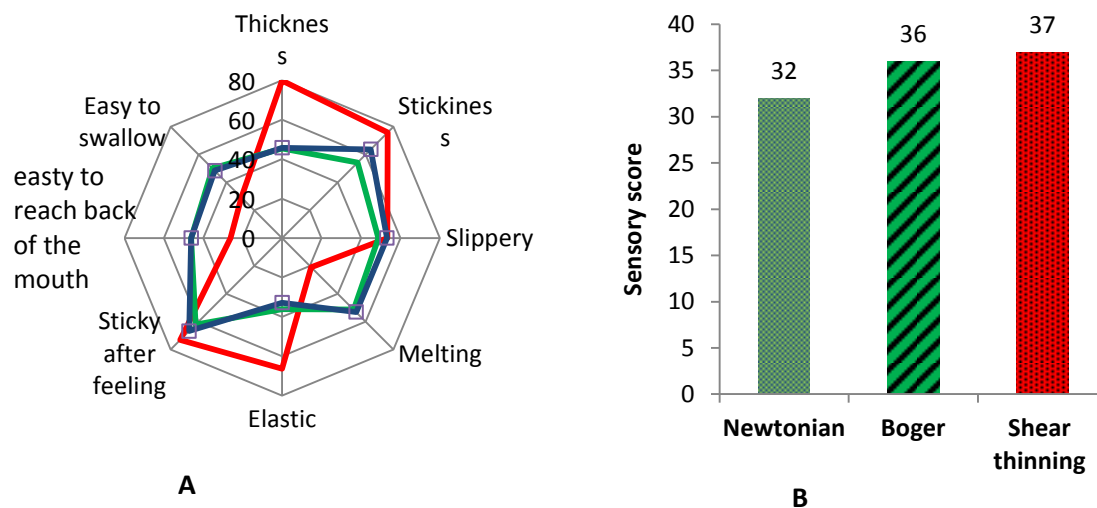 Thicknes
s
Stickines
s
Slippery
Melting
Elastic
Sticky
after
feeling
easty to
reach back
of the
mouth
Easy to
swallow
80
60
40
20
0
A
Sensory score
40
35
30
25
20
15
10
5
0
32
36
37
Newtonian
Boger
Shear
thinning
B